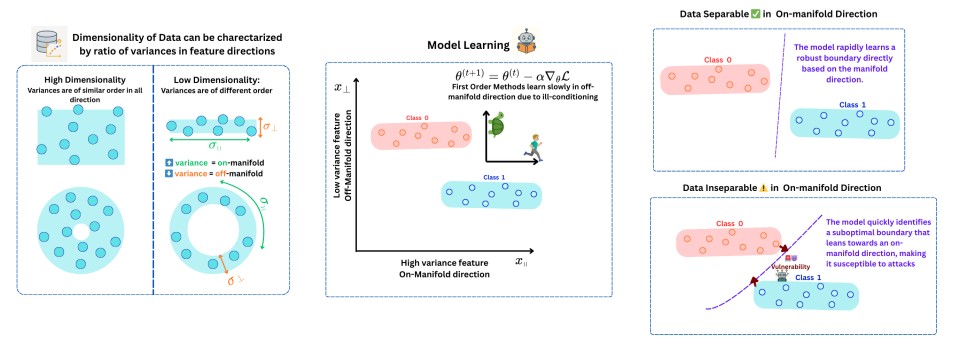 Dimensionality of Data can be charectarized
by ratio of variances in feature directions
High Dimensionality
Variances are of similar order in all
direction
Low Dimensionality:
Variances are of different order
σ⊥
σ||
⬆ variance = on-manifold
⬇ variance = off-manifold
σ||
σ⊥
Model Learning
x⊥
θ^(t+1) = θ^(t) − α∇_θ ℒ
First Order Methods learn slowly in off-
manifold direction due to ill-conditioning
Low variance feature
Off-Manifold direction
Class 0
Class 1
High variance feature
x||
On-Manifold direction
Data Separable ✅ in On-manifold Direction
Class 0
The model rapidly learns a
robust boundary directly
based on the manifold
direction.
Class 1
Data Inseparable ⚠ in On-manifold Direction
Class 0
The model quickly identifies
a suboptimal boundary that
leans towards an on-
manifold direction, making
it susceptible to attacks
Vulnerability
Class 1